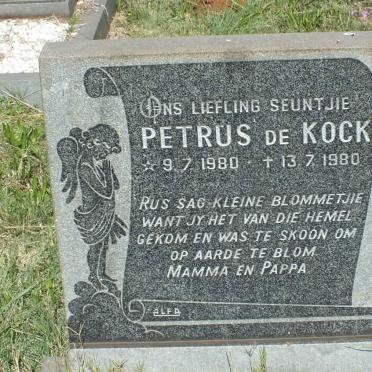 Ons liefling seuntjie
Petrus de Kock
☆ 9.7.1980 - ✝ 13.7.1980
Rus sag kleine blommetjie
want jy het van die hemel
gekom en was te skoon om
op aarde te blom
Mamma en Pappa